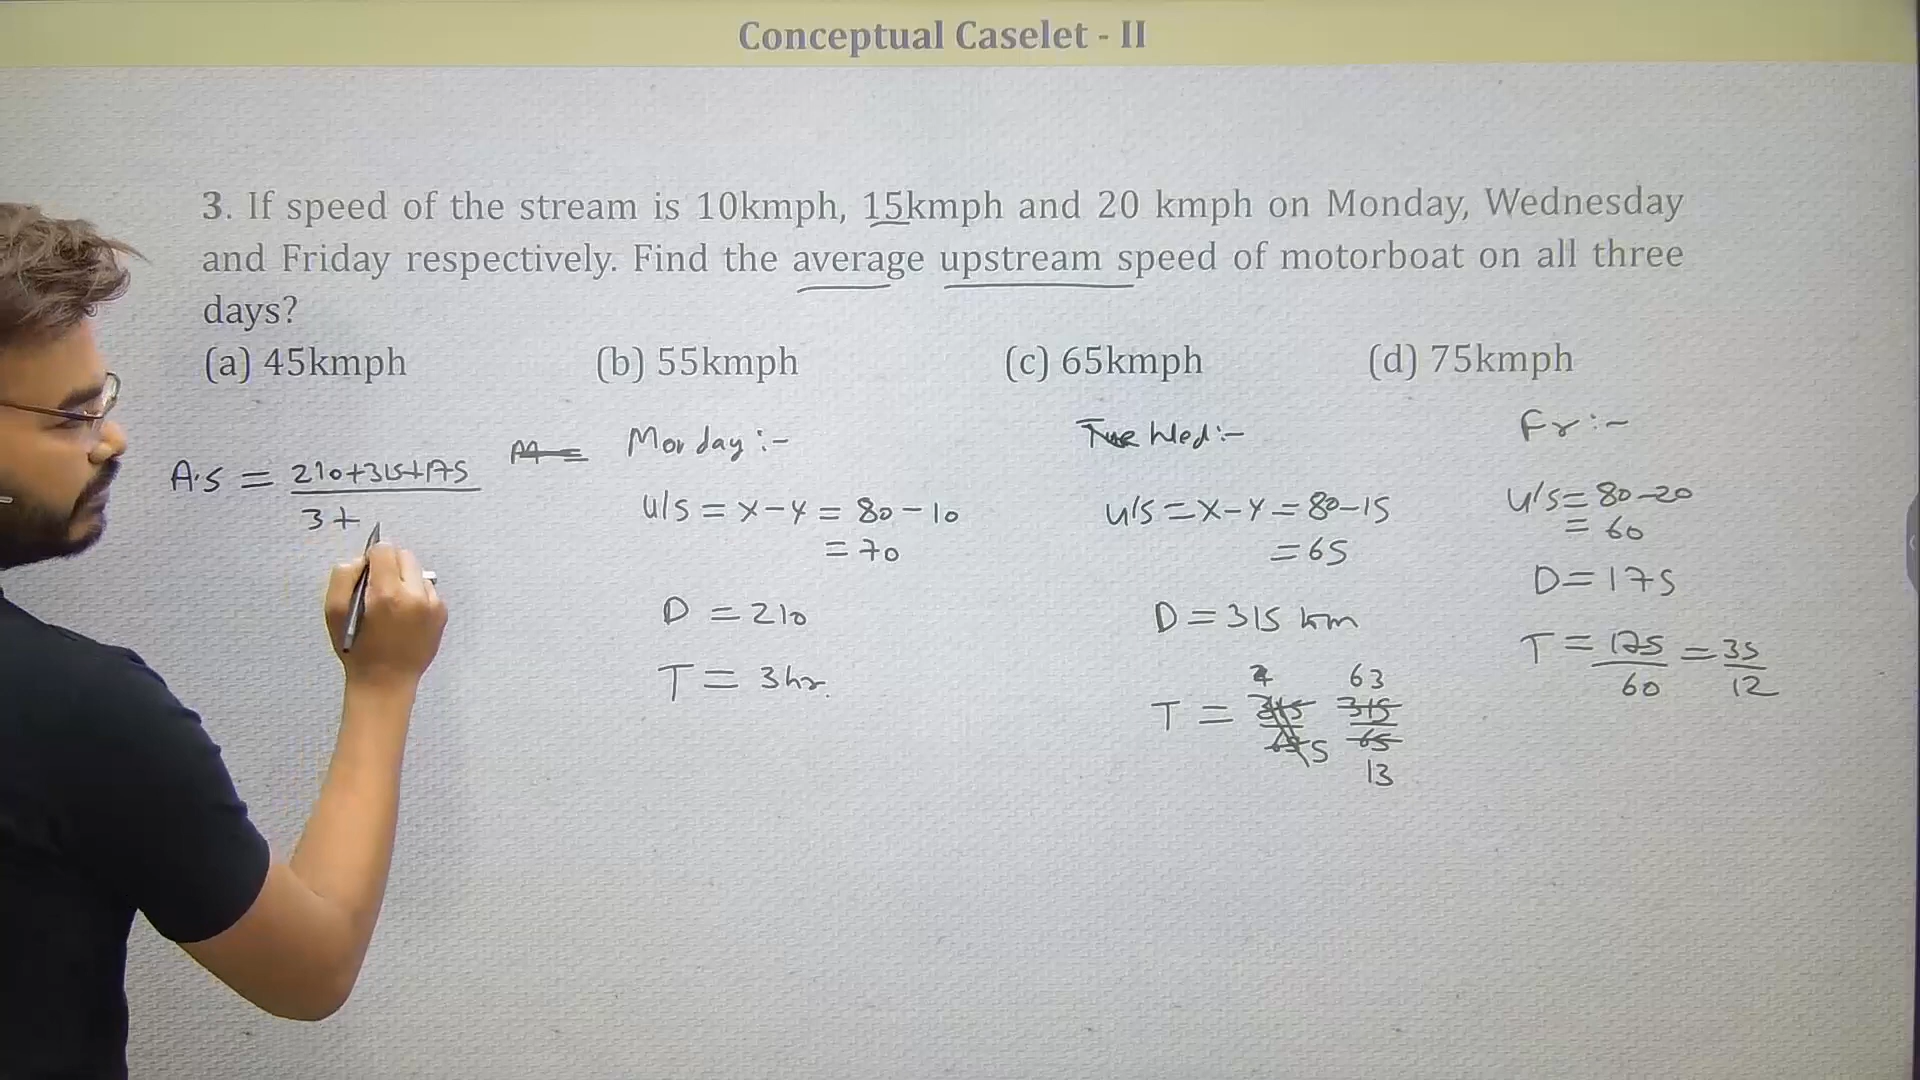 Conceptual Caselet - II
3. If speed of the stream is 10kmph, 15kmph and 20 kmph on Monday, Wednesday
and Friday respectively. Find the average upstream speed of motorboat on all three
days?
(a) 45kmph (b) 55kmph (c) 65kmph (d) 75kmph
A.S = 210+315+175
3+
Monday :-
U/S = x-y = 80-10
= 70
D = 210
T = 3hr.
Wed:-
U/S = x-y = 80-15
= 65
D = 315 km
63
T = 315
65
13
Fr :-
U/S = 80-20
= 60
D = 175
T = 175 = 35
60 12